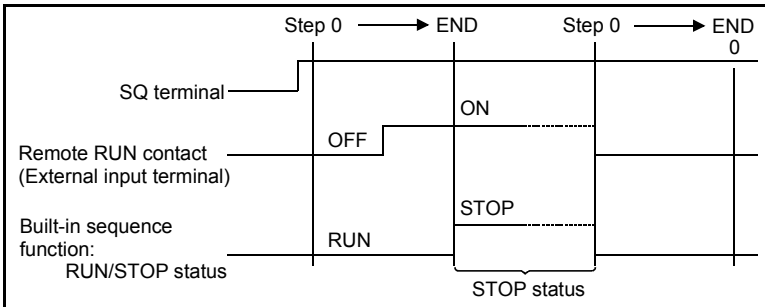 Step 0 END Step 0 END
0
SQ terminal
ON
OFF
Remote RUN contact
(External input terminal)
STOP
Built-in sequence
function:
RUN
RUN/STOP status
STOP status